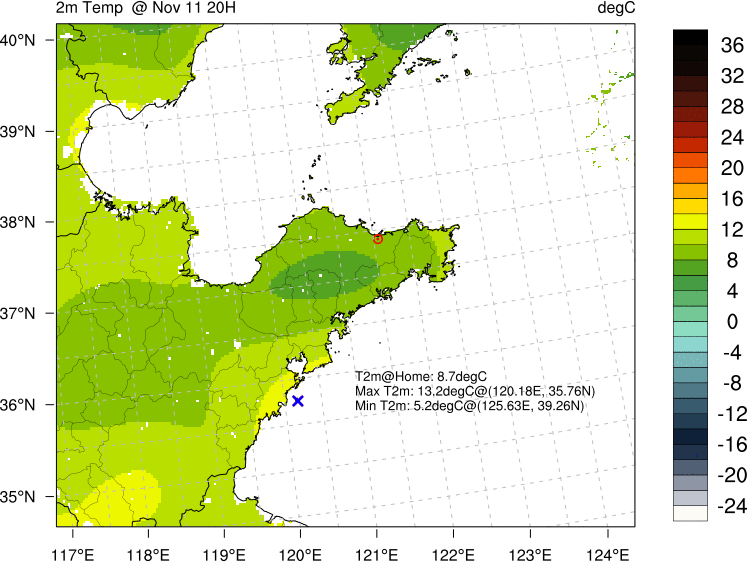 2m Temp @ Nov 11 20H
degC
40°N
39°N
38°N
37°N
36°N
35°N
T2m@Home: 8.7degC
Max T2m: 13.2degC@(120.18E, 35.76N)
Min T2m: 5.2degC@(125.63E, 39.26N)
117°E 118°E 119°E 120°E 121°E 122°E 123°E 124°E
36
32
28
24
20
16
12
8
4
0
-4
-8
-12
-16
-20
-24